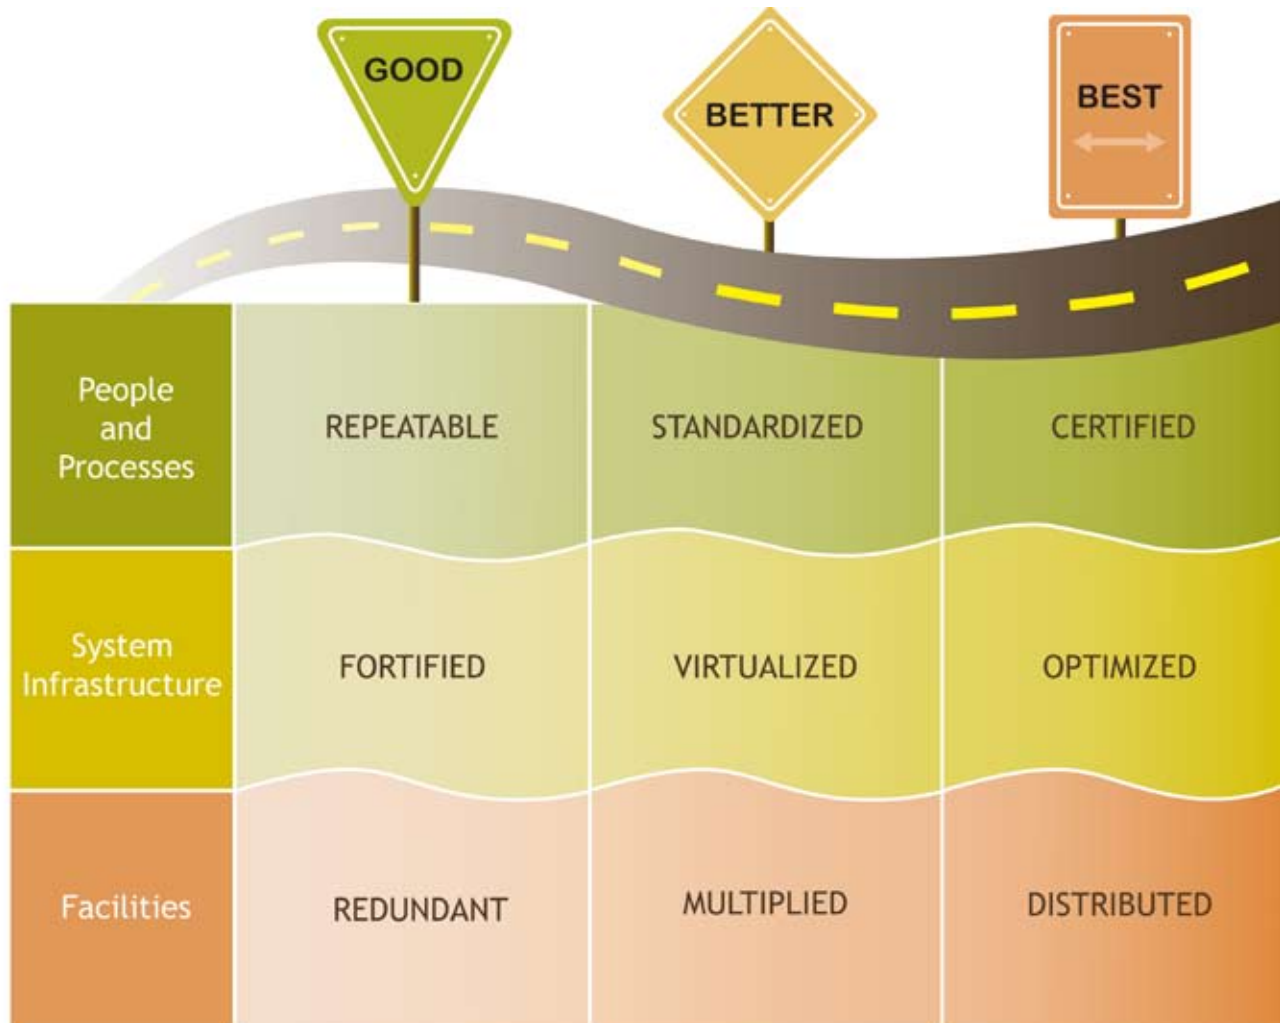 GOOD
BETTER
BEST
People
and
Processes
REPEATABLE
STANDARDIZED
CERTIFIED
System
Infrastructure
FORTIFIED
VIRTUALIZED
OPTIMIZED
Facilities
REDUNDANT
MULTIPLIED
DISTRIBUTED